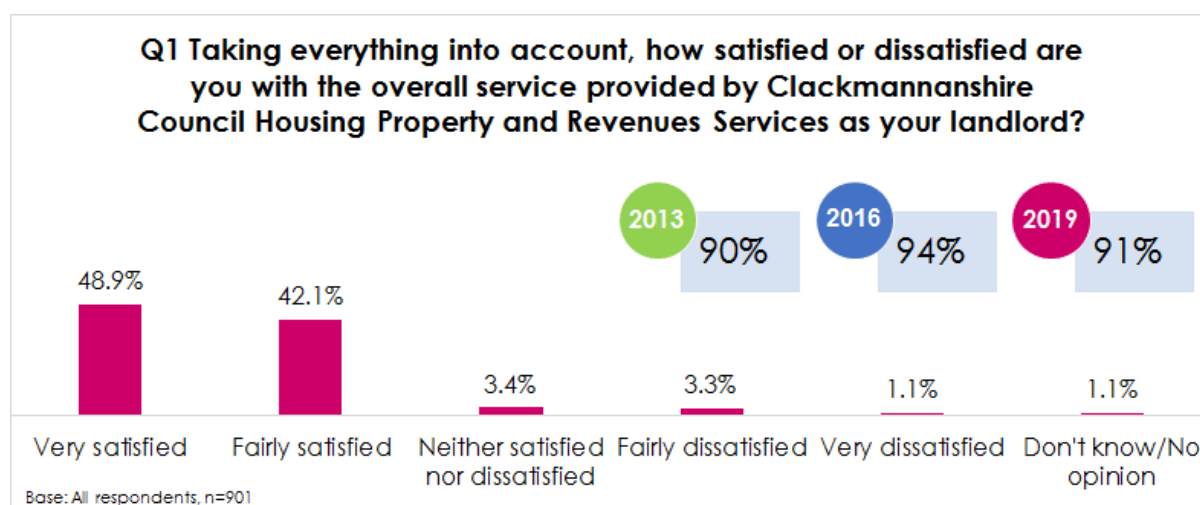 Q1 Taking everything into account, how satisfied or dissatisfied are
you with the overall service provided by Clackmannanshire
Council Housing Property and Revenues Services as your landlord?
2013
90%
2016
94%
2019
91%
48.9%
42.1%
3.4%
3.3%
1.1%
1.1%
Very satisfied
Fairly satisfied
Neither satisfied
nor dissatisfied
Fairly dissatisfied
Very dissatisfied
Don't know/No
opinion
Base: All respondents, n=901